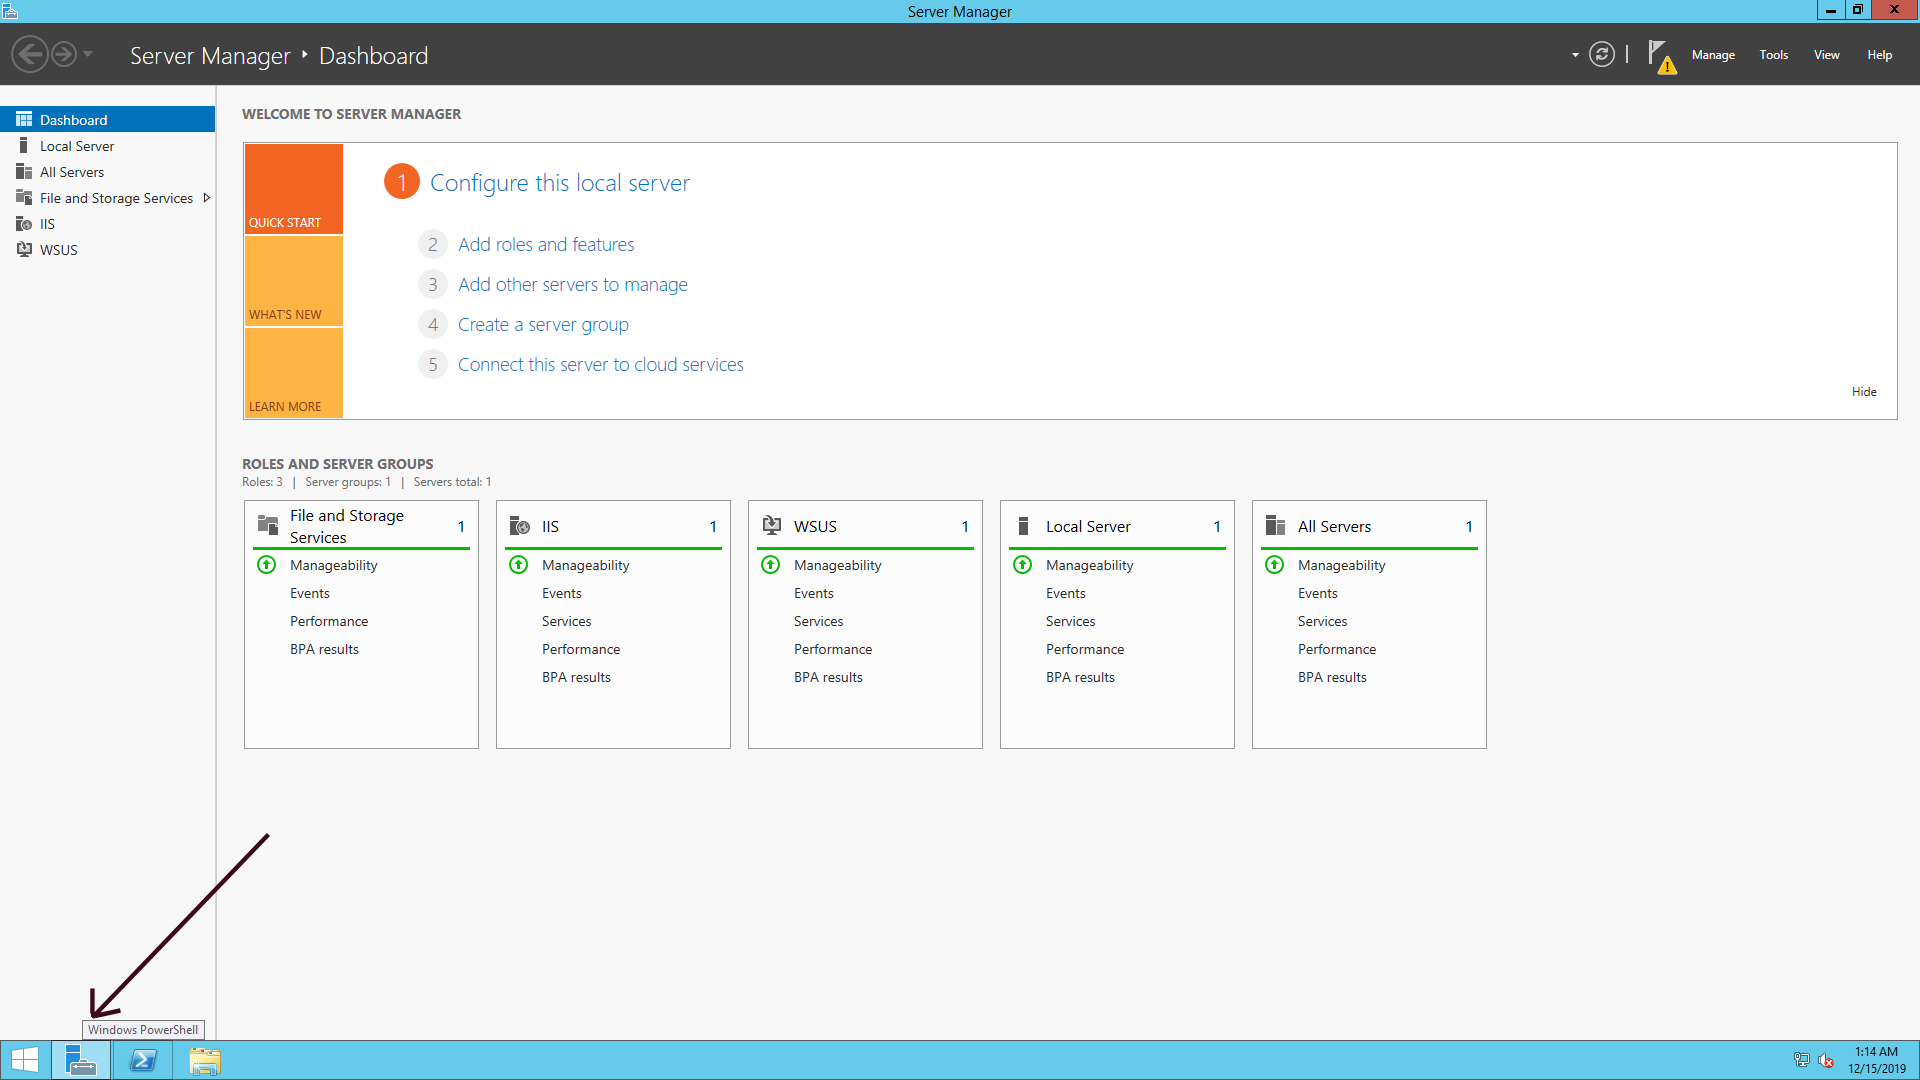 Server Manager
Server Manager Dashboard
Manage Tools View Help
Dashboard
Local Server
All Servers
File and Storage Services
IIS
WSUS
WELCOME TO SERVER MANAGER
QUICK START
WHAT'S NEW
LEARN MORE
1 Configure this local server
2 Add roles and features
3 Add other servers to manage
4 Create a server group
5 Connect this server to cloud services
Hide
ROLES AND SERVER GROUPS
Roles: 3 | Server groups: 1 | Servers total: 1
File and Storage
Services 1
Manageability
Events
Performance
BPA results
IIS 1
Manageability
Events
Services
Performance
BPA results
WSUS 1
Manageability
Events
Services
Performance
BPA results
Local Server 1
Manageability
Events
Services
Performance
BPA results
All Servers 1
Manageability
Events
Services
Performance
BPA results
Windows PowerShell
1:14 AM
12/15/2019